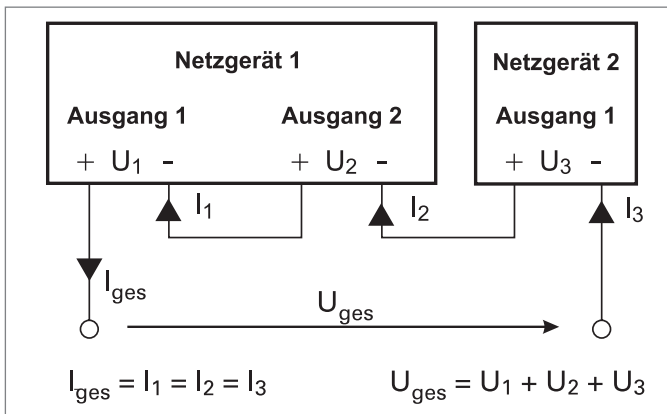 Netzgerät 1 Netzgerät 2
Ausgang 1 Ausgang 2 Ausgang 1
+ U1 - + U2 - + U3 -
I1 I2 I3
Iges
Uges
Iges = I1 = I2 = I3 Uges = U1 + U2 + U3